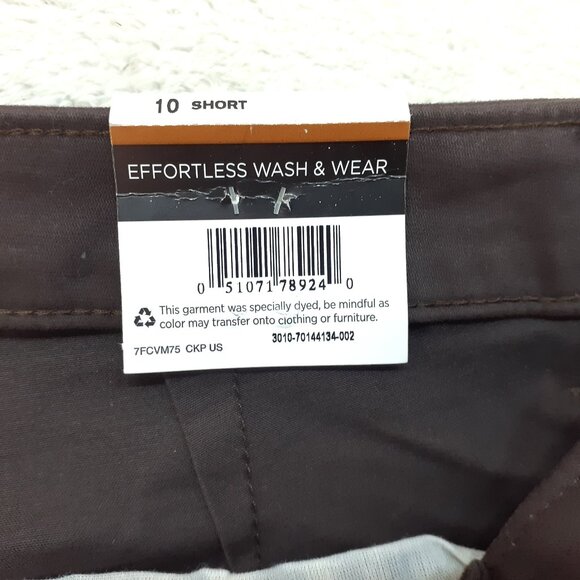 10 SHORT
EFFORTLESS WASH & WEAR
0 51071 78924 0
This garment was specially dyed, be mindful as
color may transfer onto clothing or furniture.
7FCVM75 CKP US
3010-70144134-002